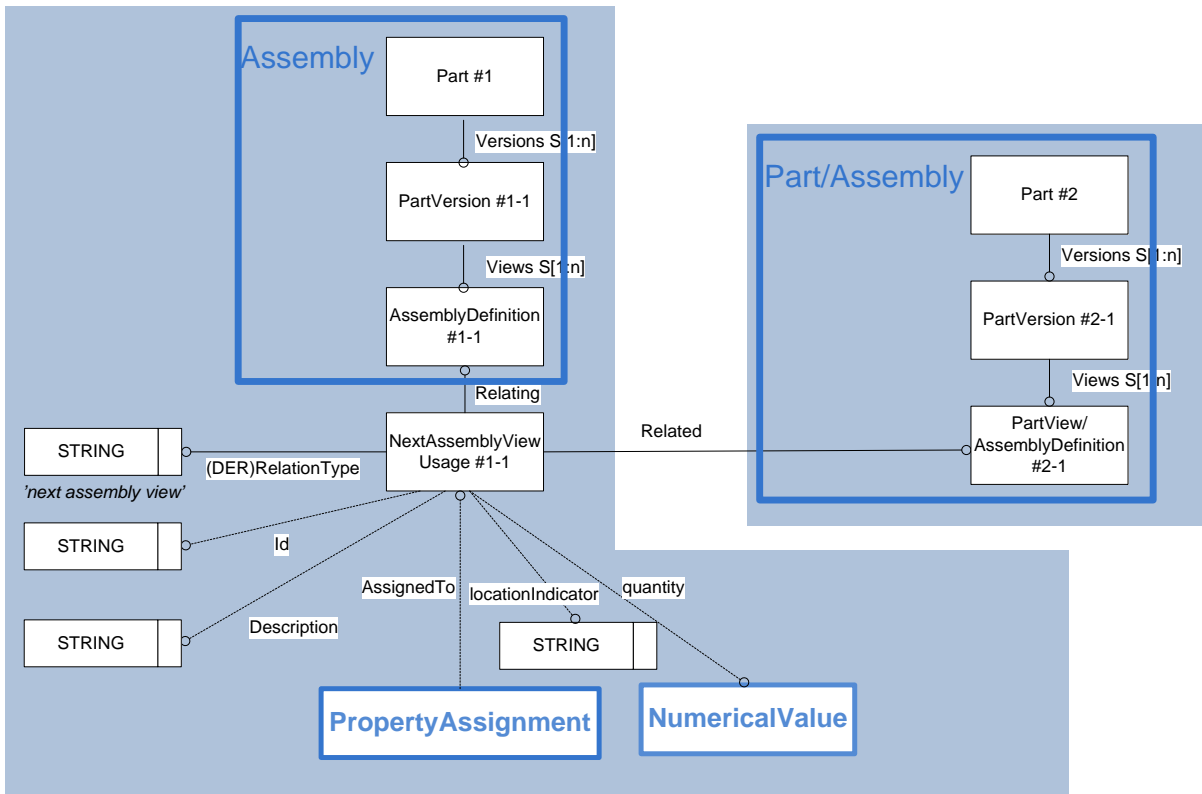 Assembly
Part #1
Versions S[1:n]
PartVersion #1-1
Views S[1:n]
AssemblyDefinition
#1-1
Relating
Part/Assembly
Part #2
Versions S[1:n]
PartVersion #2-1
Views S[1:n]
PartView/
AssemblyDefinition
#2-1
NextAssemblyView
Usage #1-1
Related
STRING
(DER)RelationType
'next assembly view'
STRING
Id
STRING
Description
AssignedTo
locationIndicator
quantity
STRING
PropertyAssignment
NumericalValue